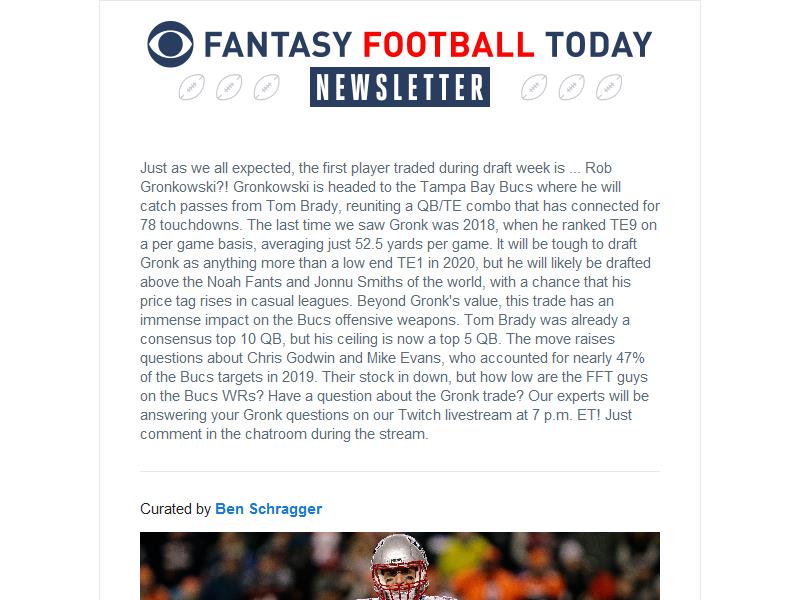 FANTASY FOOTBALL TODAY
NEWSLETTER
Just as we all expected, the first player traded during draft week is ... Rob
Gronkowski?! Gronkowski is headed to the Tampa Bay Bucs where he will
catch passes from Tom Brady, reuniting a QB/TE combo that has connected for
78 touchdowns. The last time we saw Gronk was 2018, when he ranked TE9 on
a per game basis, averaging just 52.5 yards per game. It will be tough to draft
Gronk as anything more than a low end TE1 in 2020, but he will likely be drafted
above the Noah Fants and Jonnu Smiths of the world, with a chance that his
price tag rises in casual leagues. Beyond Gronk's value, this trade has an
immense impact on the Bucs offensive weapons. Tom Brady was already a
consensus top 10 QB, but his ceiling is now a top 5 QB. The move raises
questions about Chris Godwin and Mike Evans, who accounted for nearly 47%
of the Bucs targets in 2019. Their stock in down, but how low are the FFT guys
on the Bucs WRs? Have a question about the Gronk trade? Our experts will be
answering your Gronk questions on our Twitch livestream at 7 p.m. ET! Just
comment in the chatroom during the stream.
Curated by Ben Schragger